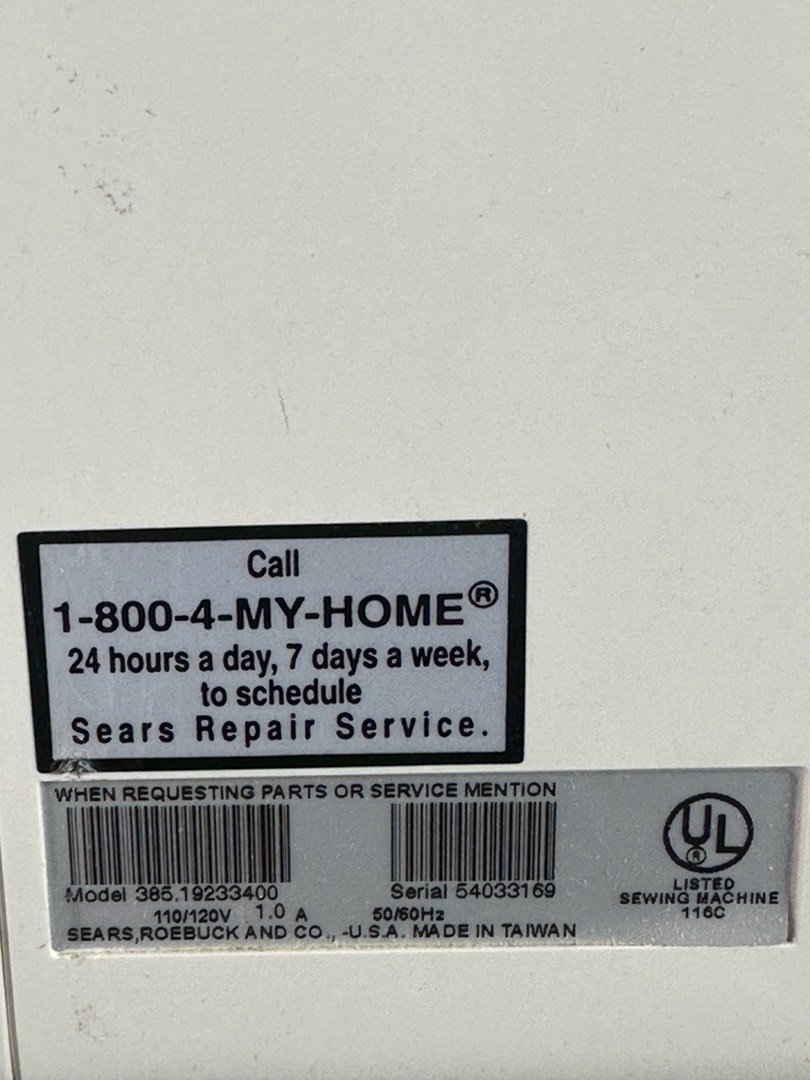 Call
1-800-4-MY-HOME®
24 hours a day, 7 days a week,
to schedule
Sears Repair Service.
WHEN REQUESTING PARTS OR SERVICE MENTION
Model 385.19233400 Serial 54033169
110/120V 1.0 A 50/60Hz
SEARS,ROEBUCK AND CO., -U.S.A. MADE IN TAIWAN
UL
®
LISTED
SEWING MACHINE
116C